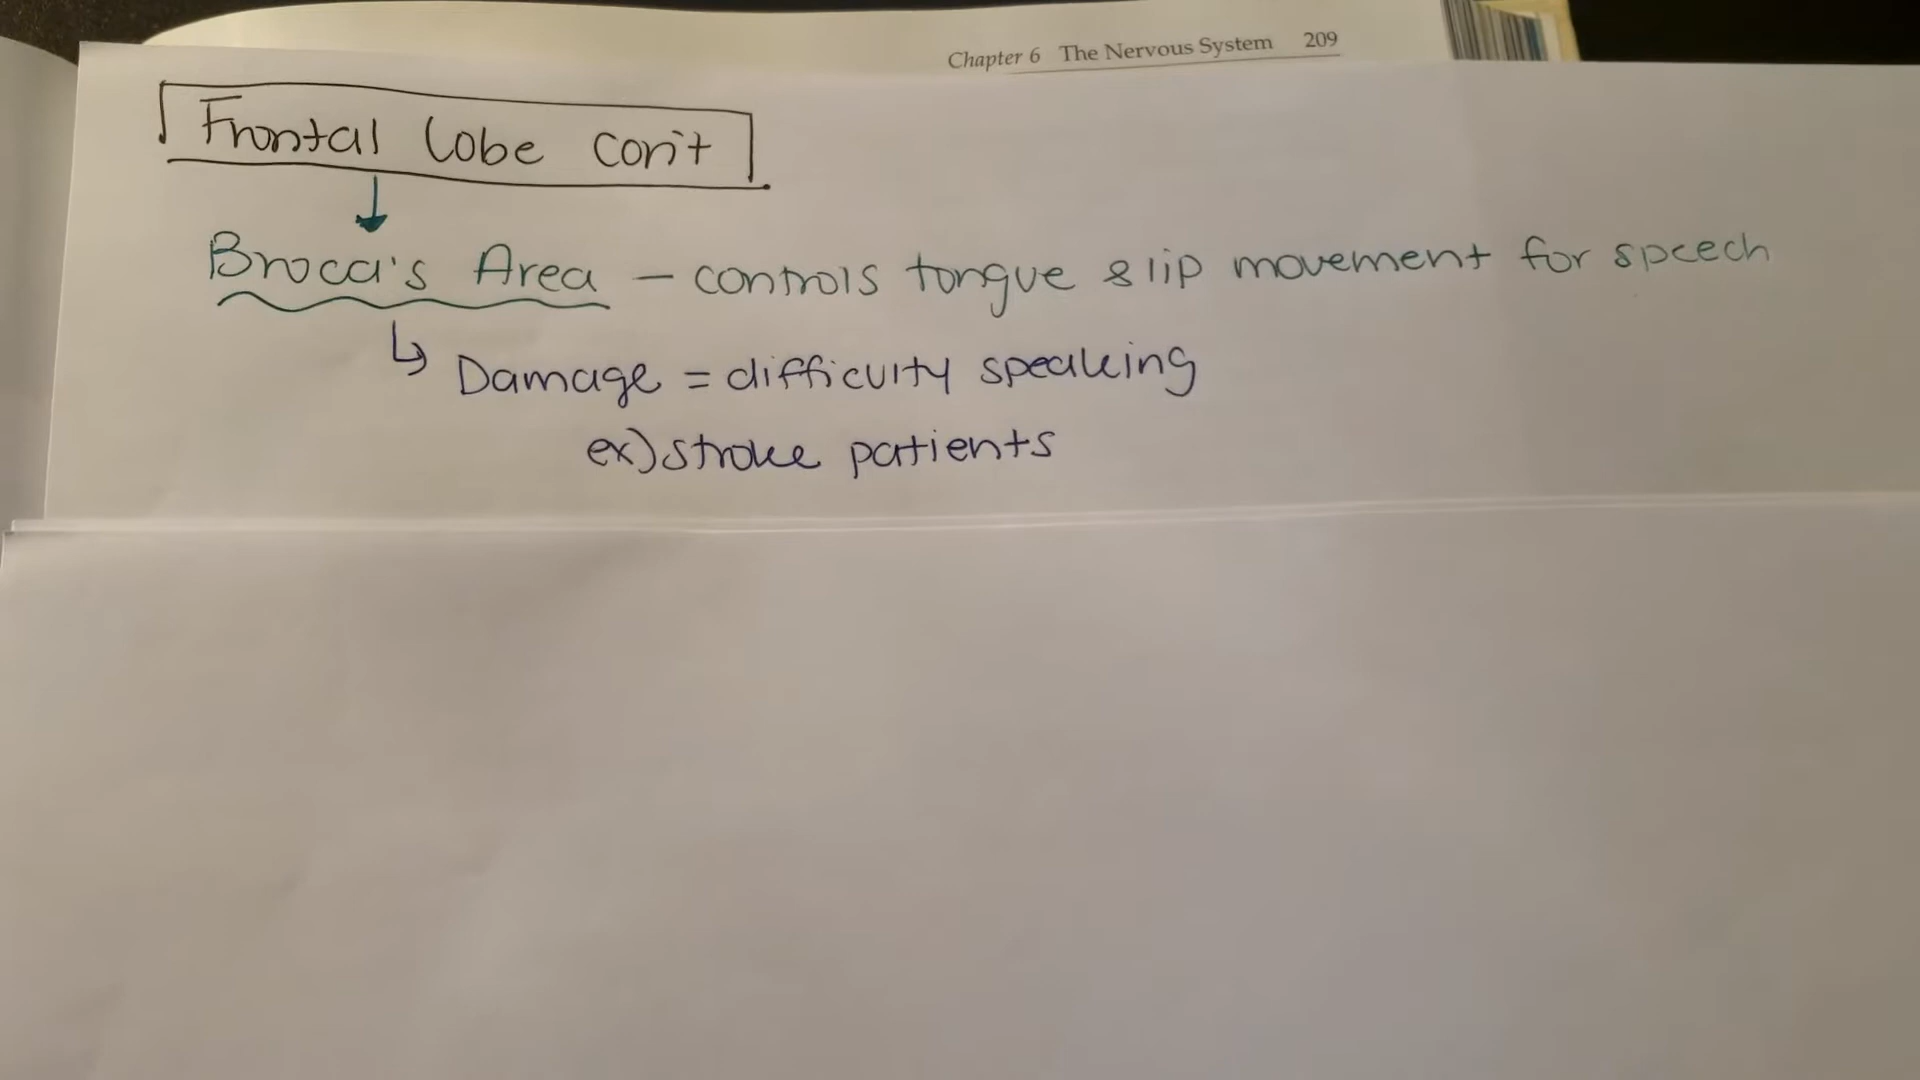 Chapter 6 The Nervous System 209
Frontal lobe con't
Broca's Area – controls tongue & lip movement for speech
↳ Damage = difficulty speaking
ex) stroke patients